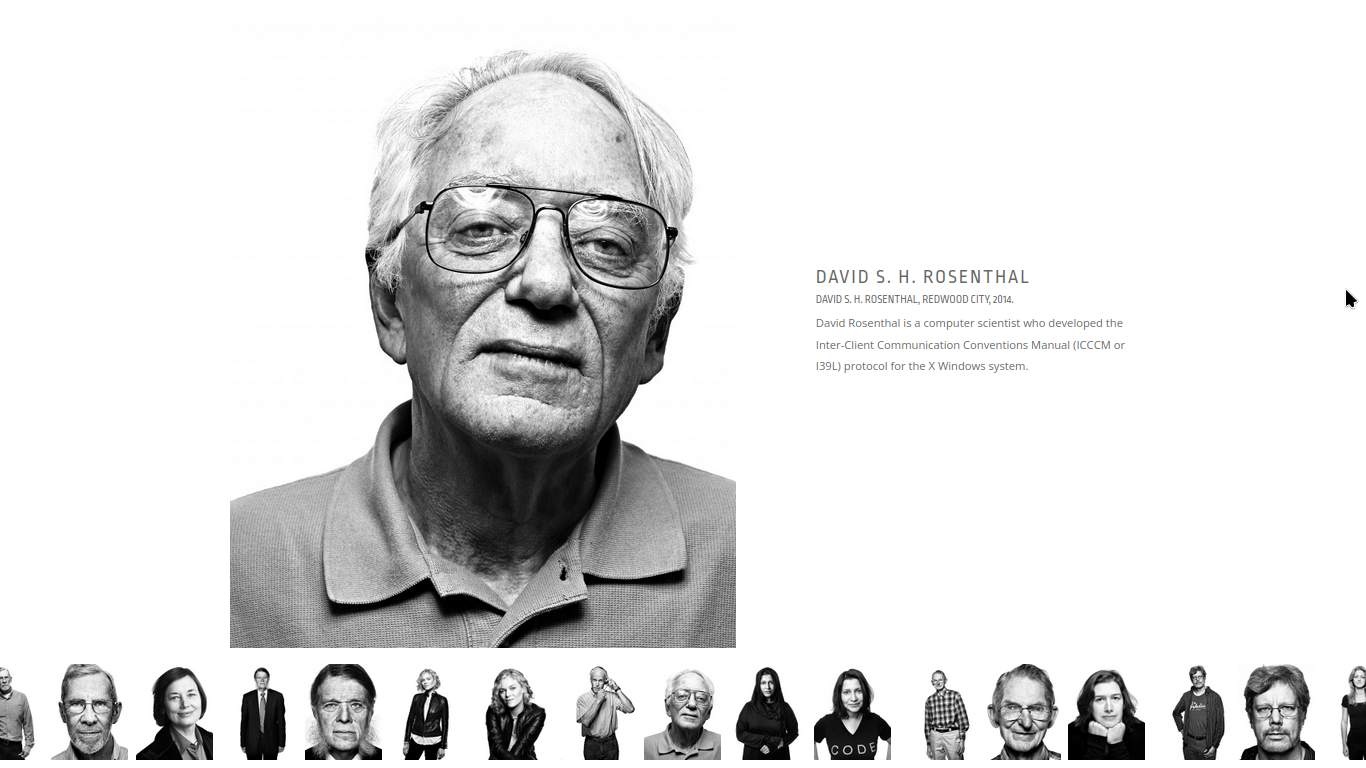 DAVID S. H. ROSENTHAL
DAVID S. H. ROSENTHAL, REDWOOD CITY, 2014.
David Rosenthal is a computer scientist who developed the
Inter-Client Communication Conventions Manual (ICCCM or
I39L) protocol for the X Windows system.
CODE